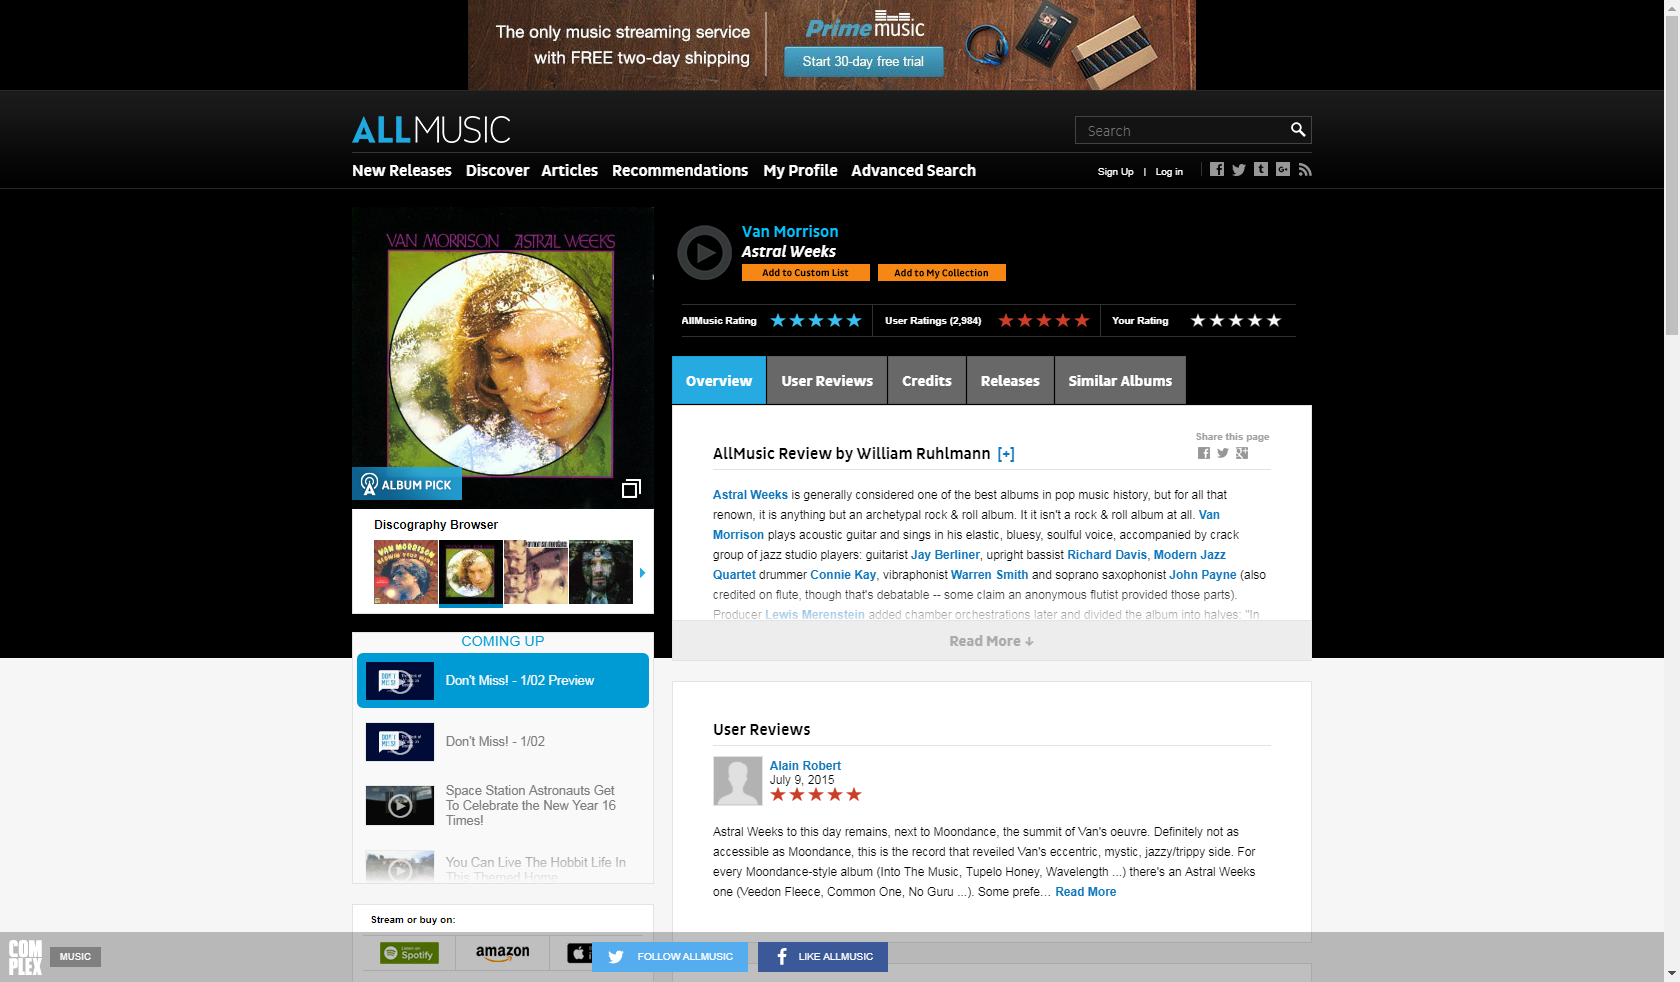 The only music streaming service
with FREE two-day shipping
Prime music
Start 30-day free trial
ALLMUSIC
Search
New Releases Discover Articles Recommendations My Profile Advanced Search
Sign Up | Log in
VAN MORRISON ASTRAL WEEKS
ALBUM PICK
Van Morrison
Astral Weeks
Add to Custom List Add to My Collection
AllMusic Rating User Ratings (2,984) Your Rating
Overview User Reviews Credits Releases Similar Albums
Share this page
AllMusic Review by William Ruhlmann [+]
Astral Weeks is generally considered one of the best albums in pop music history, but for all that
renown, it is anything but an archetypal rock & roll album. It it isn't a rock & roll album at all. Van
Morrison plays acoustic guitar and sings in his elastic, bluesy, soulful voice, accompanied by crack
group of jazz studio players: guitarist Jay Berliner, upright bassist Richard Davis, Modern Jazz
Quartet drummer Connie Kay, vibraphonist Warren Smith and soprano saxophonist John Payne (also
credited on flute, though that's debatable -- some claim an anonymous flutist provided those parts).
Producer Lewis Merenstein added chamber orchestrations later and divided the album into halves: "In
Read More ↓
Discography Browser
VAN MORRISON
COMING UP
DON'T MISS!
Don't Miss! - 1/02 Preview
DON'T MISS!
Don't Miss! - 1/02
Space Station Astronauts Get
To Celebrate the New Year 16
Times!
You Can Live The Hobbit Life In
This Themed Home
User Reviews
Alain Robert
July 9, 2015
Astral Weeks to this day remains, next to Moondance, the summit of Van's oeuvre. Definitely not as
accessible as Moondance, this is the record that reveiled Van's eccentric, mystic, jazzy/trippy side. For
every Moondance-style album (Into The Music, Tupelo Honey, Wavelength ...) there's an Astral Weeks
one (Veedon Fleece, Common One, No Guru ...). Some prefe... Read More
Stream or buy on:
Listen on
Spotify
amazon
COMPLEX
MUSIC
FOLLOW ALLMUSIC
LIKE ALLMUSIC